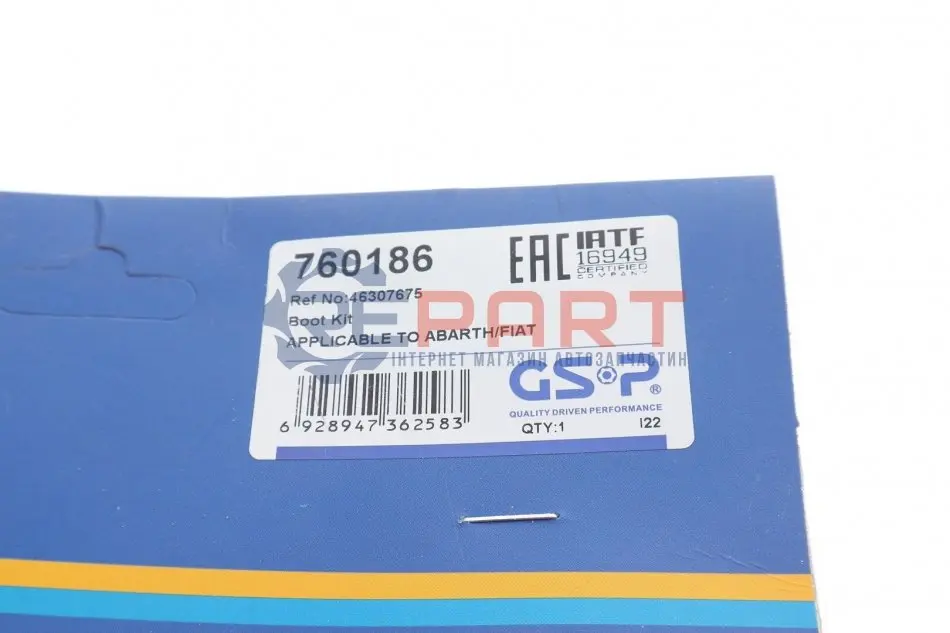 760186
EAC
IATF
16949
CERTIFIED
COMPANY
Ref No:46307675
Boot Kit
APPLICABLE TO ABARTH/FIAT
EPART
ІНТЕРНЕТ МАГАЗИН АВТОЗАПЧАСТИН
GSP®
QUALITY DRIVEN PERFORMANCE
6 928947 362583
QTY:1
I22